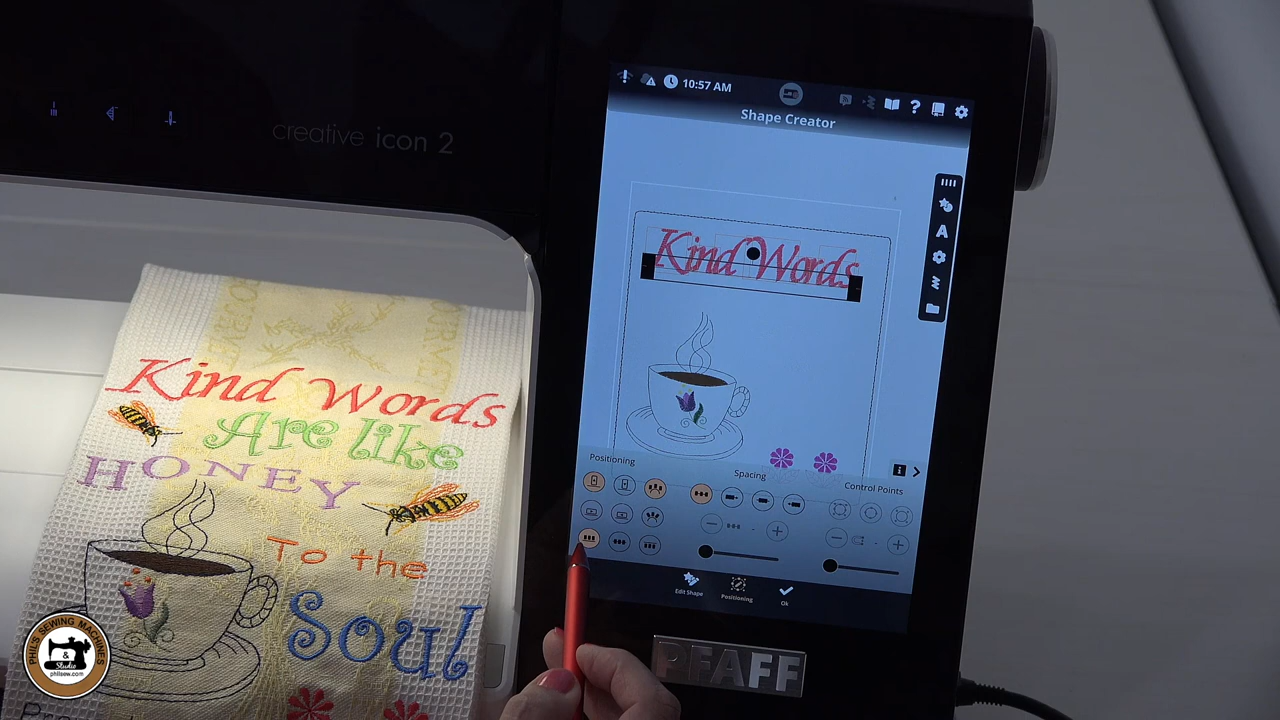 10:57 AM
Shape Creator
creative icon 2
Kind Words
Positioning
Spacing
Control Points
Edit Shape
Positioning
Ok
PFAFF
Kind Words
Are like
HONEY
To the
Soul
PHILS SEWING MACHINES
&
Studio
philsew.com